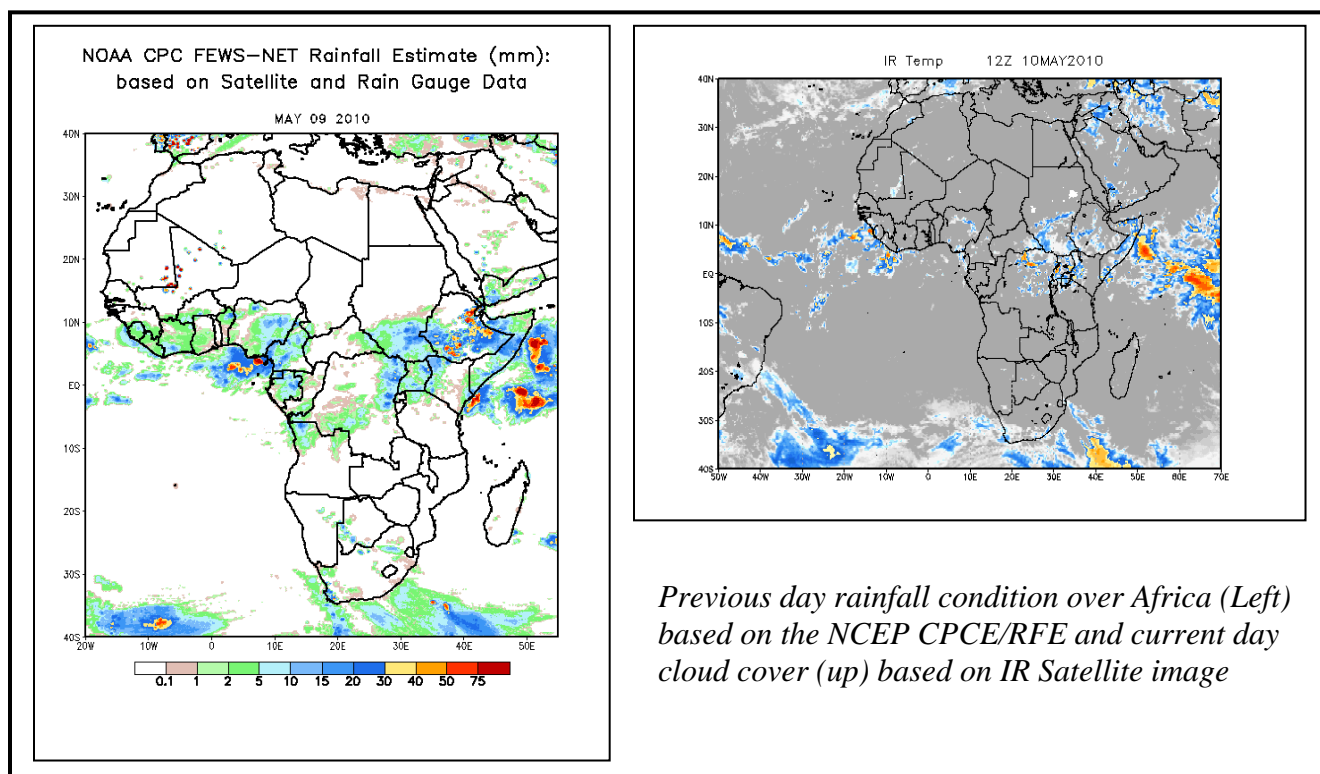 NOAA CPC FEWS-NET Rainfall Estimate (mm):
based on Satellite and Rain Gauge Data
MAY 09 2010
40N
30N
20N
10N
EQ
10S
20S
30S
40S
20W 10W 0 10E 20E 30E 40E 50E
0.1 1 2 5 10 15 20 30 40 50 75
IR Temp 12Z 10MAY2010
40N
30N
20N
10N
EQ
10S
20S
30S
40S
50W 40W 30W 20W 10W 0 10E 20E 30E 40E 50E 60E 70E
Previous day rainfall condition over Africa (Left)
based on the NCEP CPCE/RFE and current day
cloud cover (up) based on IR Satellite image